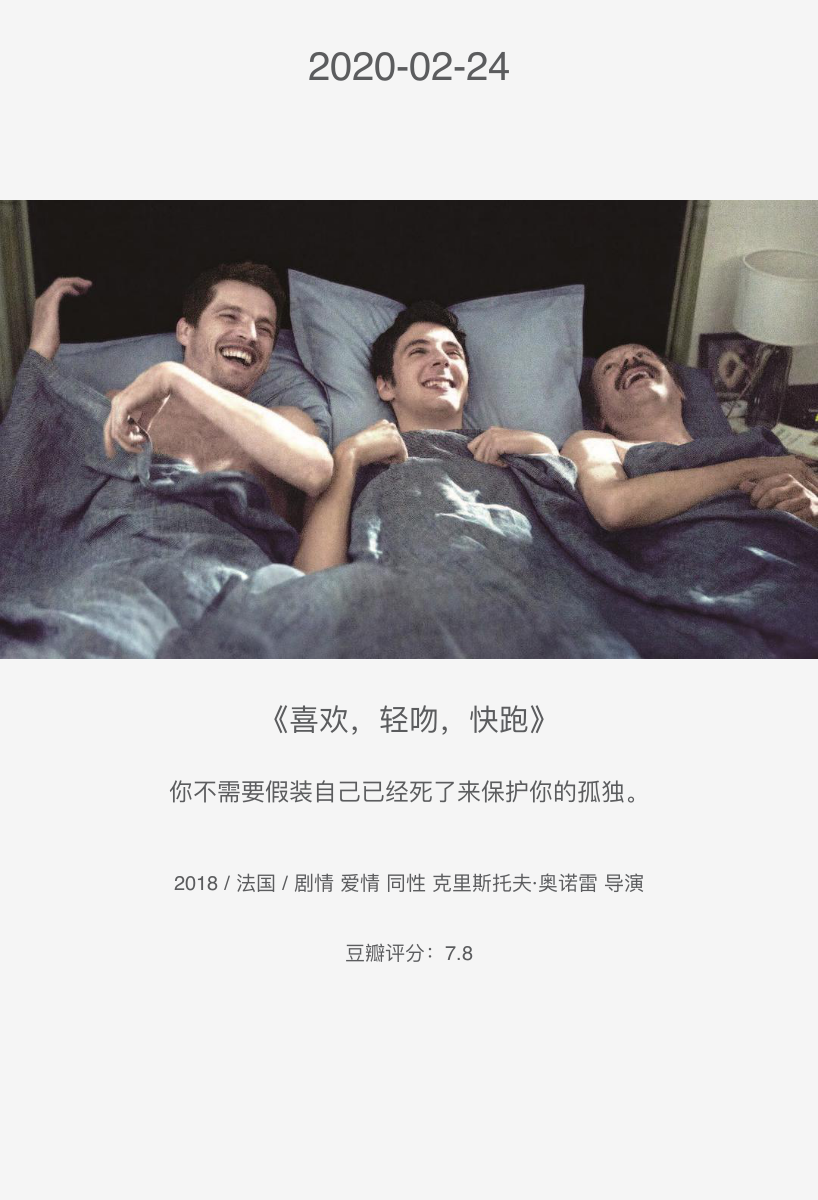 2020-02-24
《喜欢，轻吻，快跑》
你不需要假装自己已经死了来保护你的孤独。
2018 / 法国 / 剧情 爱情 同性 克里斯托夫·奥诺雷 导演
豆瓣评分：7.8